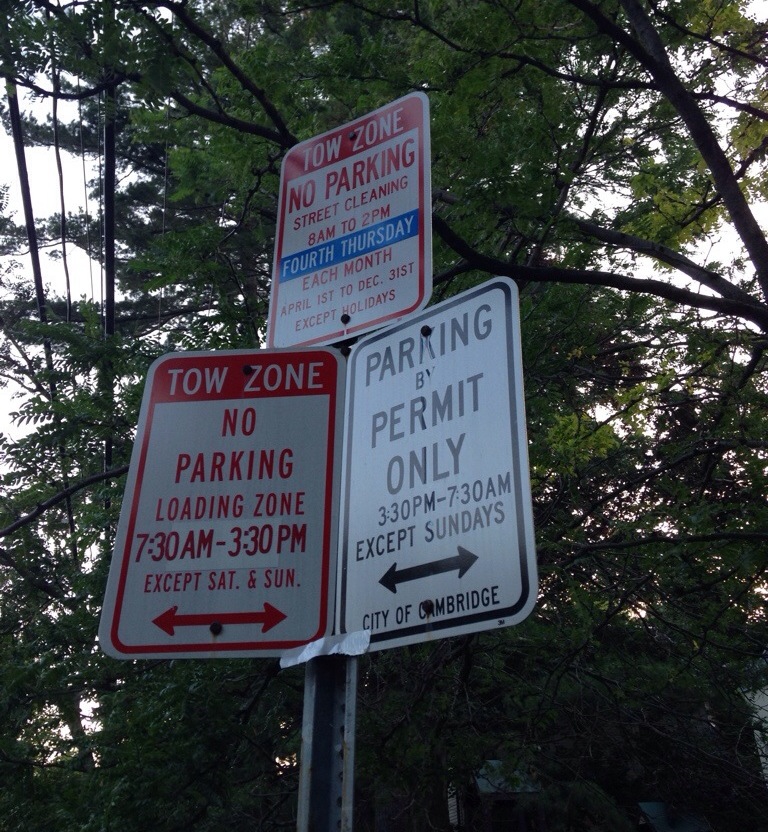 TOW ZONE
NO PARKING
STREET CLEANING
8AM TO 2PM
FOURTH THURSDAY
EACH MONTH
APRIL 1ST TO DEC. 31ST
EXCEPT HOLIDAYS
TOW ZONE
NO
PARKING
LOADING ZONE
7:30AM-3:30PM
EXCEPT SAT. & SUN.
PARKING
BY
PERMIT
ONLY
3:30PM-7:30AM
EXCEPT SUNDAYS
CITY OF CAMBRIDGE